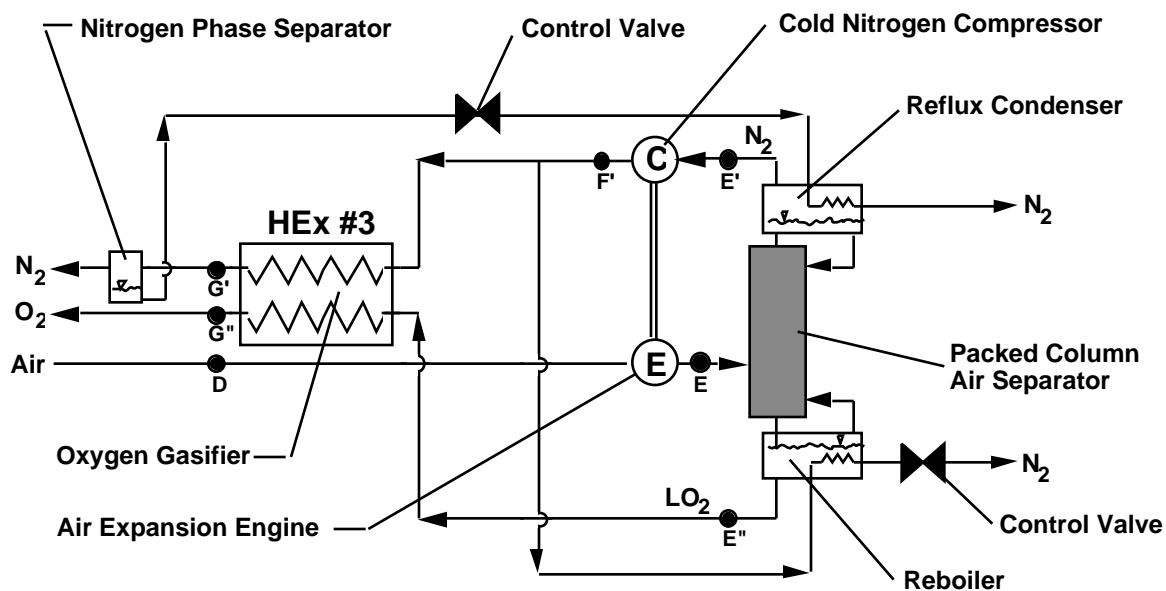 Nitrogen Phase Separator
Control Valve
Cold Nitrogen Compressor
Reflux Condenser
N2
C
F'
E'
N2
HEx #3
N2
G'
O2
G"
Air
D
E
E
Packed Column
Air Separator
Oxygen Gasifier
N2
LO2
Air Expansion Engine
E"
Control Valve
Reboiler